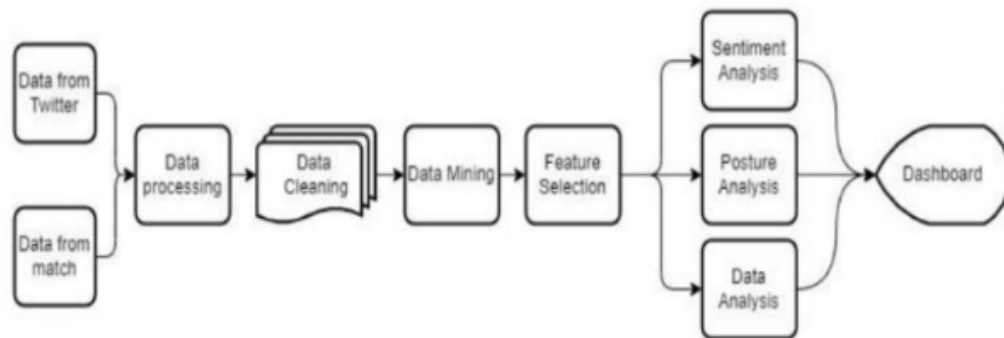 Data from
Twitter
Data from
match
Data
processing
Data
Cleaning
Data Mining
Feature
Selection
Sentiment
Analysis
Posture
Analysis
Data
Analysis
Dashboard